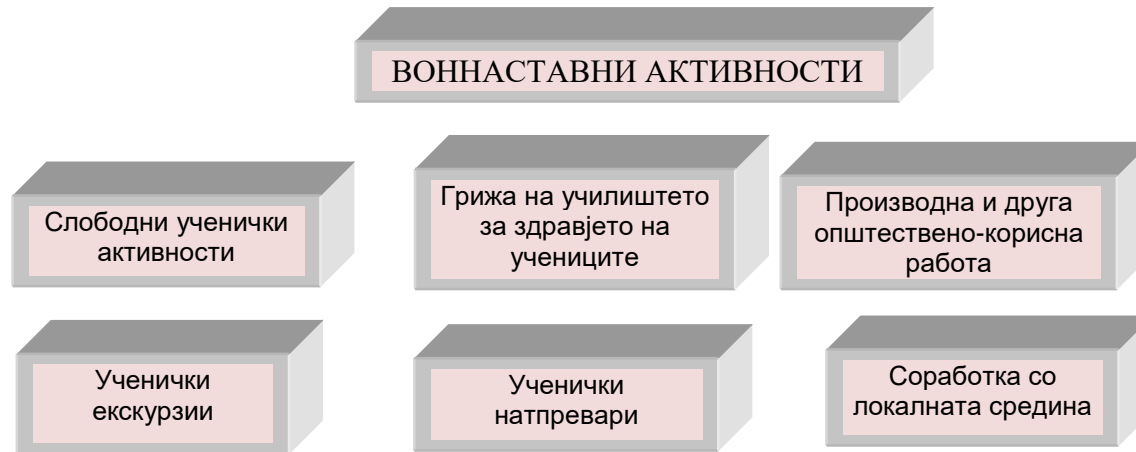 ВОННАСТАВНИ АКТИВНОСТИ
Слободни ученички
активности
Грижа на училиштето
за здравјето на
учениците
Производна и друга
општествено-корисна
работа
Ученички
екскурзии
Ученички
натпревари
Соработка со
локалната средина